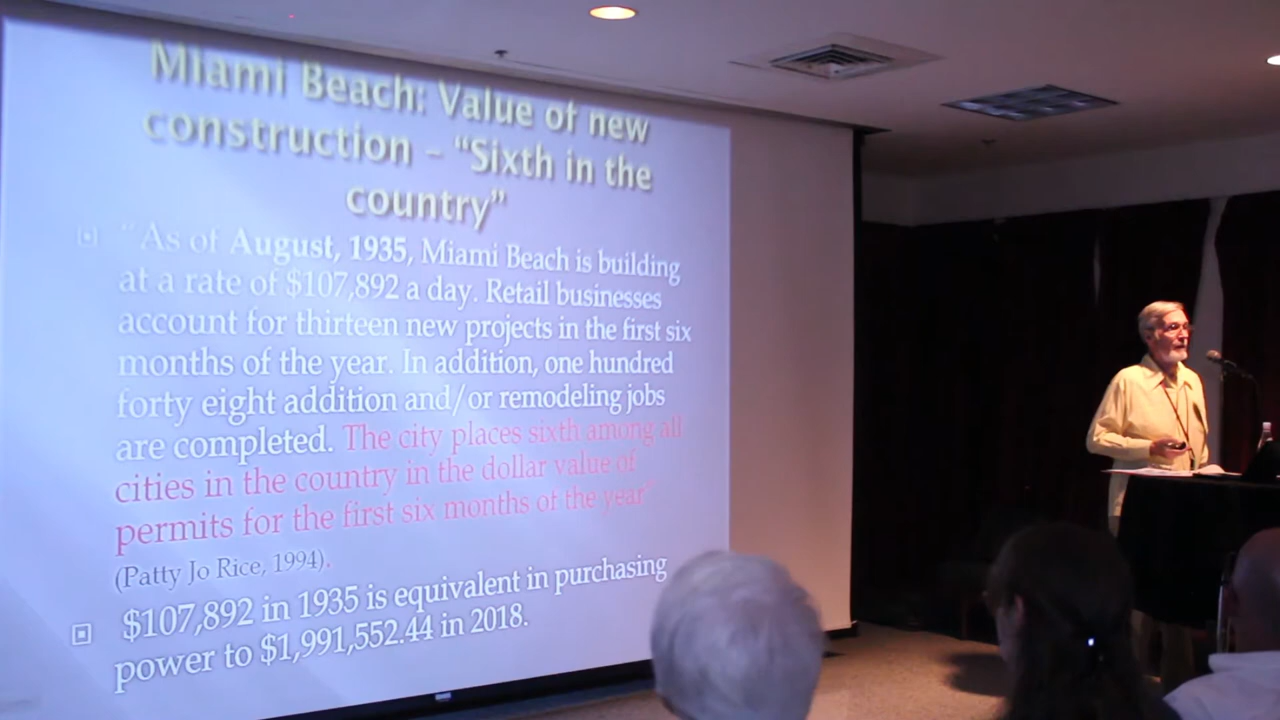 Miami Beach: Value of new
construction – “Sixth in the
country”
“As of August, 1935, Miami Beach is building
at a rate of $107,892 a day. Retail businesses
account for thirteen new projects in the first six
months of the year. In addition, one hundred
forty eight addition and/or remodeling jobs
are completed. The city places sixth among all
cities in the country in the dollar value of
permits for the first six months of the year”
(Patty Jo Rice, 1994).
$107,892 in 1935 is equivalent in purchasing
power to $1,991,552.44 in 2018.